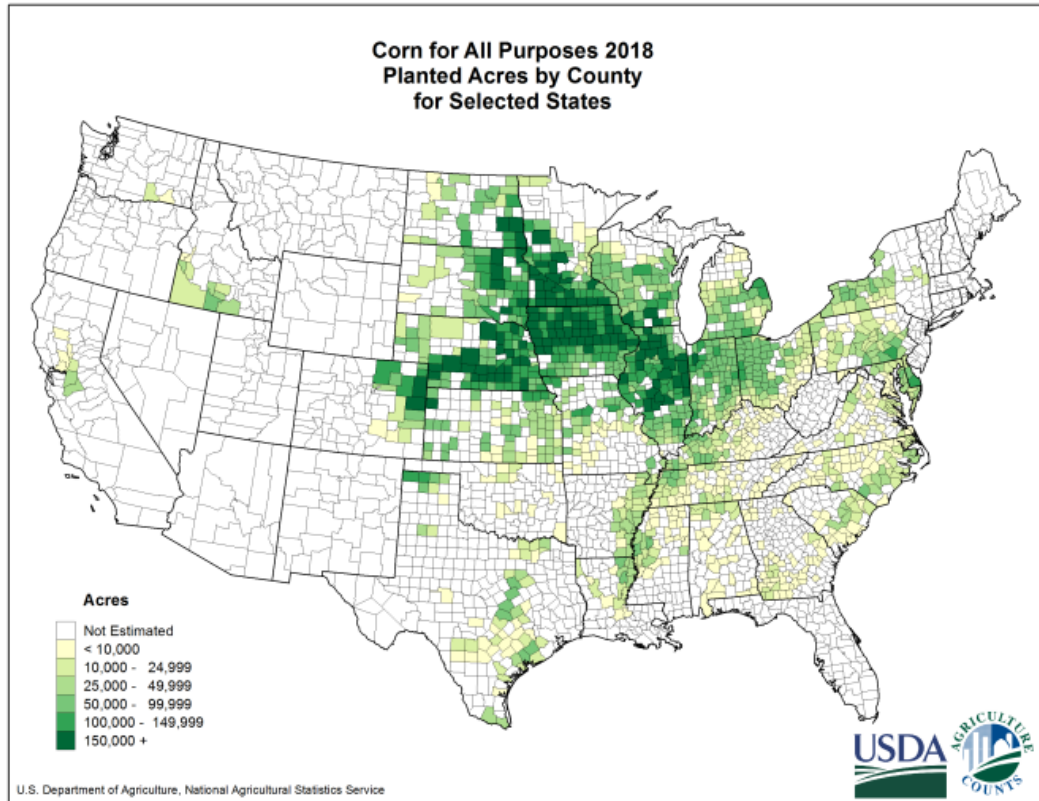 Corn for All Purposes 2018
Planted Acres by County
for Selected States
Acres
Not Estimated
< 10,000
10,000 - 24,999
25,000 - 49,999
50,000 - 99,999
100,000 - 149,999
150,000 +
U.S. Department of Agriculture, National Agricultural Statistics Service
USDA
AGRICULTURE
COUNTS